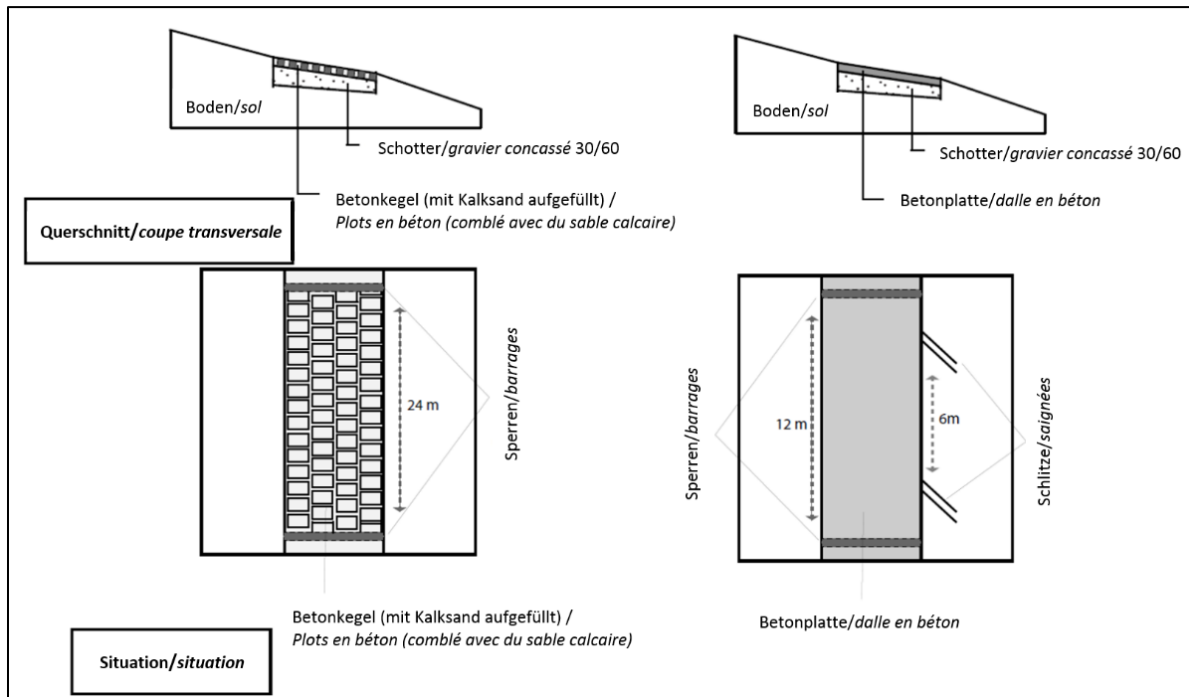 Boden/sol
Schotter/gravier concassé 30/60
Betonkegel (mit Kalksand aufgefüllt) /
Plots en béton (comblé avec du sable calcaire)
Boden/sol
Schotter/gravier concassé 30/60
Betonplatte/dalle en béton
Querschnitt/coupe transversale
24 m
Sperren/barrages
Sperren/barrages
12 m
6m
Schlitze/saignées
Betonkegel (mit Kalksand aufgefüllt) /
Plots en béton (comblé avec du sable calcaire)
Betonplatte/dalle en béton
Situation/situation